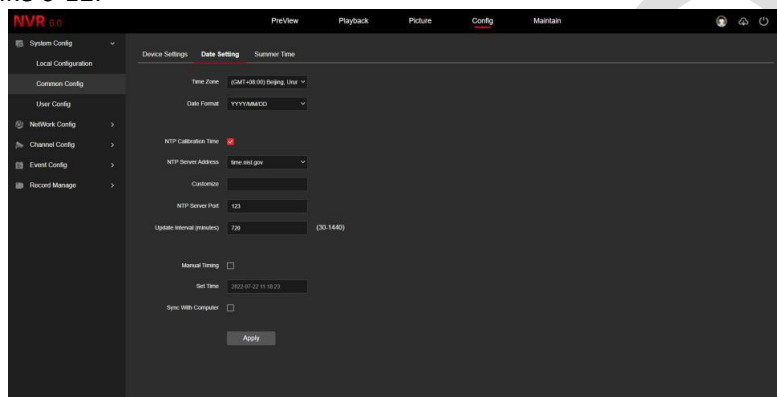 NVR 6.0 PreView Playback Picture Config Maintain
System Config
Local Configuration
Common Config
User Config
NetWork Config
Channel Config
Event Config
Record Manage
Device Settings Date Setting Summer Time
Time Zone (GMT+08:00) Beijing, Urur
Date Format YYYY/MM/DD
NTP Calibration Time
NTP Server Address time.nist.gov
Customize
NTP Server Port 123
Update Interval (minutes) 720 (30-1440)
Manual Timing
Set Time 2022-07-22 11:18:23
Sync With Computer
Apply